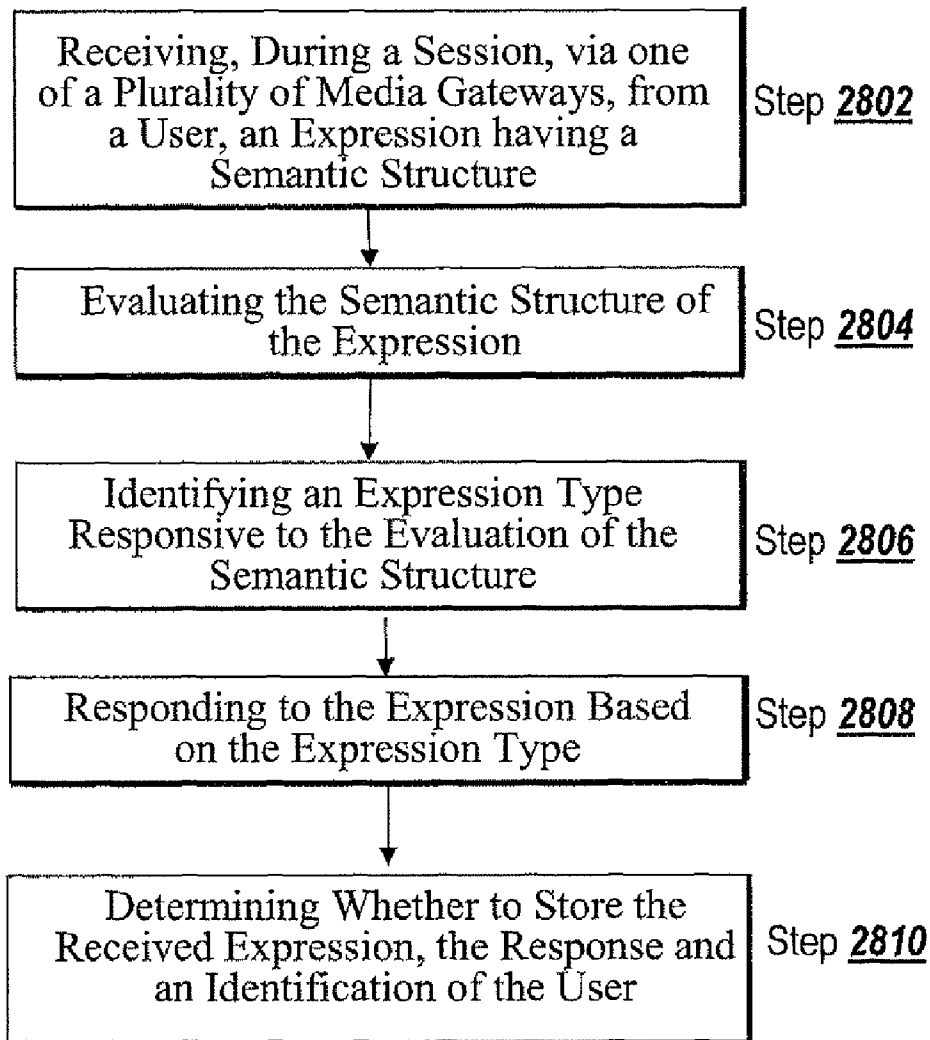 Receiving, During a Session, via one
of a Plurality of Media Gateways, from
a User, an Expression having a
Semantic Structure
Step 2802
Evaluating the Semantic Structure of
the Expression
Step 2804
Identifying an Expression Type
Responsive to the Evaluation of the
Semantic Structure
Step 2806
Responding to the Expression Based
on the Expression Type
Step 2808
Determining Whether to Store the
Received Expression, the Response and
an Identification of the User
Step 2810